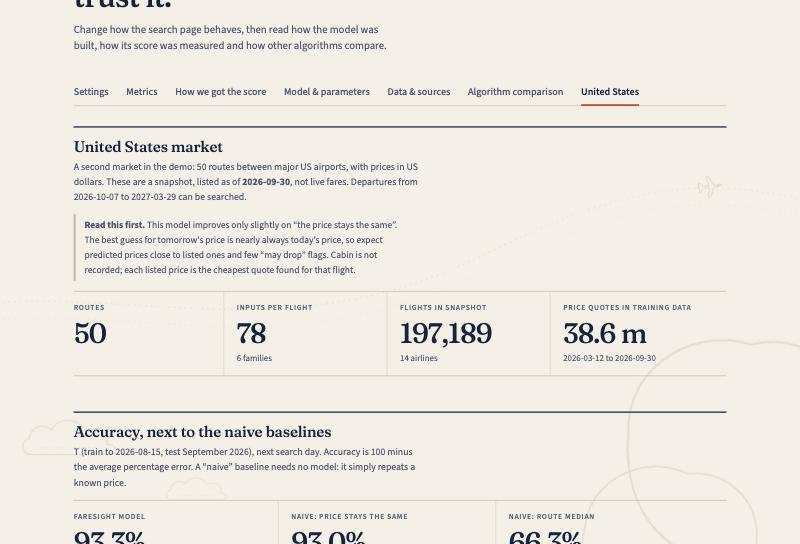 trust it.
Change how the search page behaves, then read how the model was
built, how its score was measured and how other algorithms compare.
Settings Metrics How we got the score Model & parameters Data & sources Algorithm comparison United States
United States market
A second market in the demo: 50 routes between major US airports, with prices in US
dollars. These are a snapshot, listed as of 2026-09-30, not live fares. Departures from
2026-10-07 to 2027-03-29 can be searched.
Read this first. This model improves only slightly on “the price stays the same”.
The best guess for tomorrow's price is nearly always today's price, so expect
predicted prices close to listed ones and few “may drop” flags. Cabin is not
recorded; each listed price is the cheapest quote found for that flight.
ROUTES
50
INPUTS PER FLIGHT
78
6 families
FLIGHTS IN SNAPSHOT
197,189
14 airlines
PRICE QUOTES IN TRAINING DATA
38.6 m
2026-03-12 to 2026-09-30
Accuracy, next to the naive baselines
T (train to 2026-08-15, test September 2026), next search day. Accuracy is 100 minus
the average percentage error. A “naive” baseline needs no model: it simply repeats a
known price.
FARESIGHT MODEL
93.3%
NAIVE: PRICE STAYS THE SAME
93.0%
NAIVE: ROUTE MEDIAN
66.3%